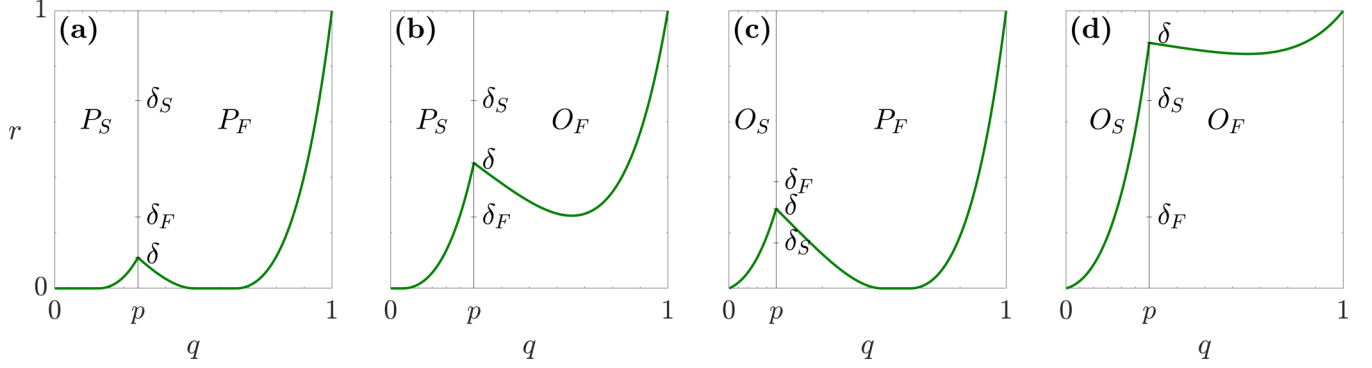 1 (a) (b) (c) (d)
δ
δ_S δ_S δ_S
P_S P_F P_S O_F O_S P_F O_S O_F
r
δ
δ_F
δ_F δ δ_F δ_F
δ δ_S
0
0 p 1 0 p 1 0 p 1 0 p 1
q q q q